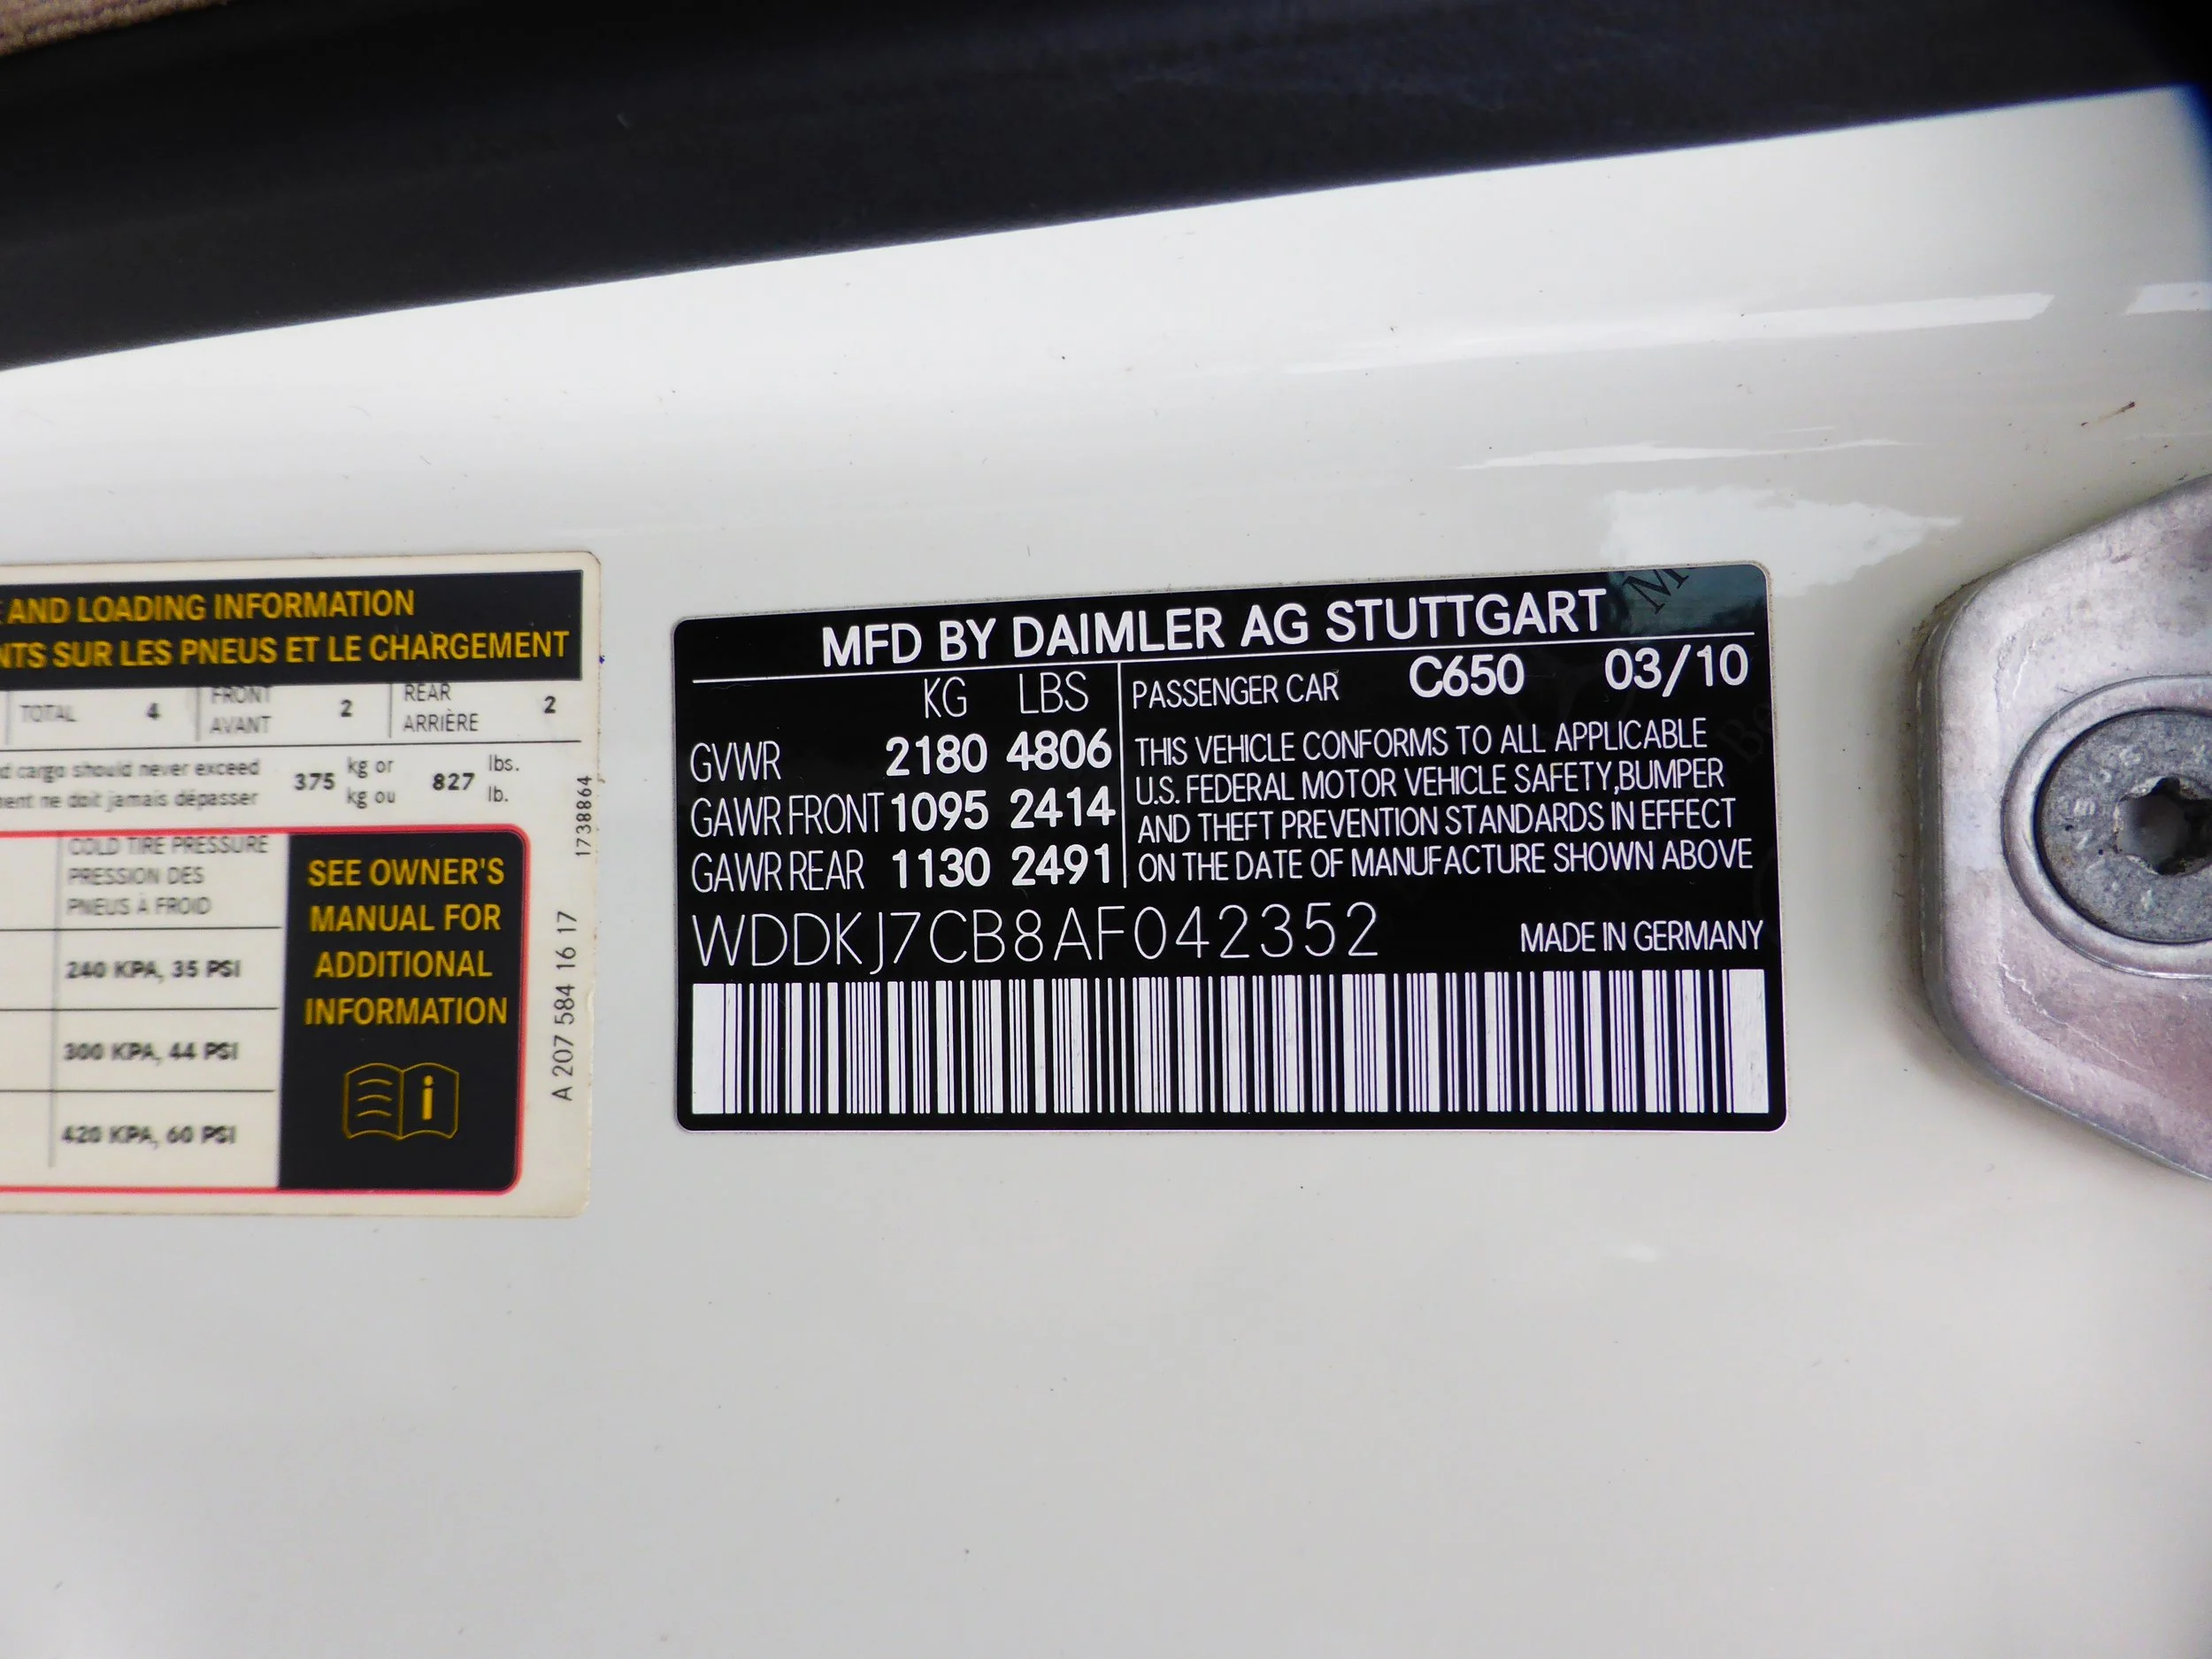 AND LOADING INFORMATION
NTS SUR LES PNEUS ET LE CHARGEMENT
TOTAL 4 FRONT 2 REAR 2
AVANT ARRIÈRE
d cargo should never exceed 375 kg or 827 lbs.
ment ne doit jamais dépasser kg ou lb.
COLD TIRE PRESSURE
PRESSION DES
PNEUS À FROID
240 KPA, 35 PSI
300 KPA, 44 PSI
420 KPA, 60 PSI
SEE OWNER'S
MANUAL FOR
ADDITIONAL
INFORMATION
i
1738864
A 207 584 16 17
MFD BY DAIMLER AG STUTTGART
KG LBS
GVWR 2180 4806
GAWR FRONT 1095 2414
GAWR REAR 1130 2491
PASSENGER CAR C650 03/10
THIS VEHICLE CONFORMS TO ALL APPLICABLE
U.S. FEDERAL MOTOR VEHICLE SAFETY,BUMPER
AND THEFT PREVENTION STANDARDS IN EFFECT
ON THE DATE OF MANUFACTURE SHOWN ABOVE
WDDKJ7CB8AF042352 MADE IN GERMANY